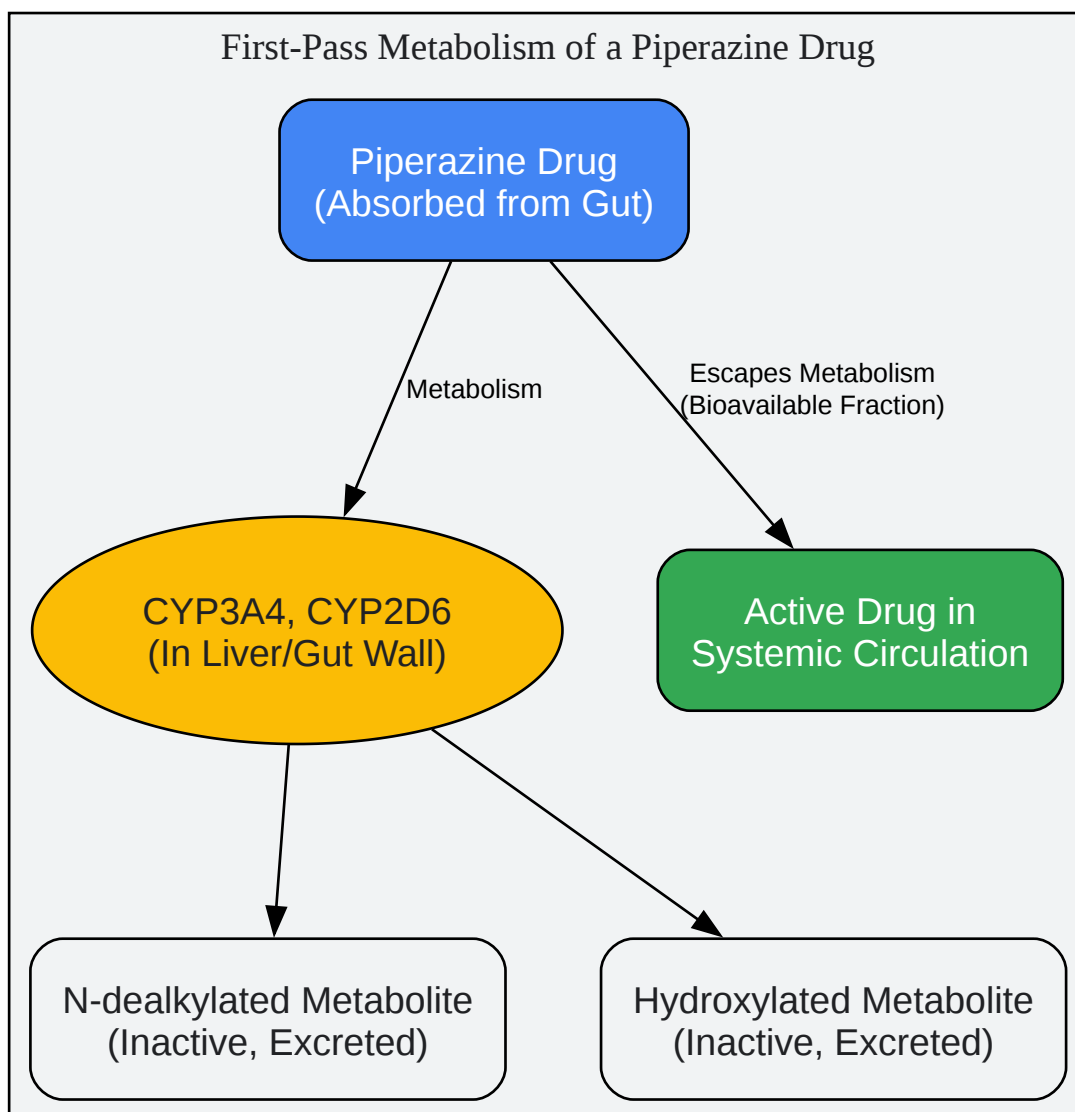 First-Pass Metabolism of a Piperazine Drug
Piperazine Drug
(Absorbed from Gut)
Metabolism
Escapes Metabolism
(Bioavailable Fraction)
CYP3A4, CYP2D6
(In Liver/Gut Wall)
Active Drug in
Systemic Circulation
N-dealkylated Metabolite
(Inactive, Excreted)
Hydroxylated Metabolite
(Inactive, Excreted)